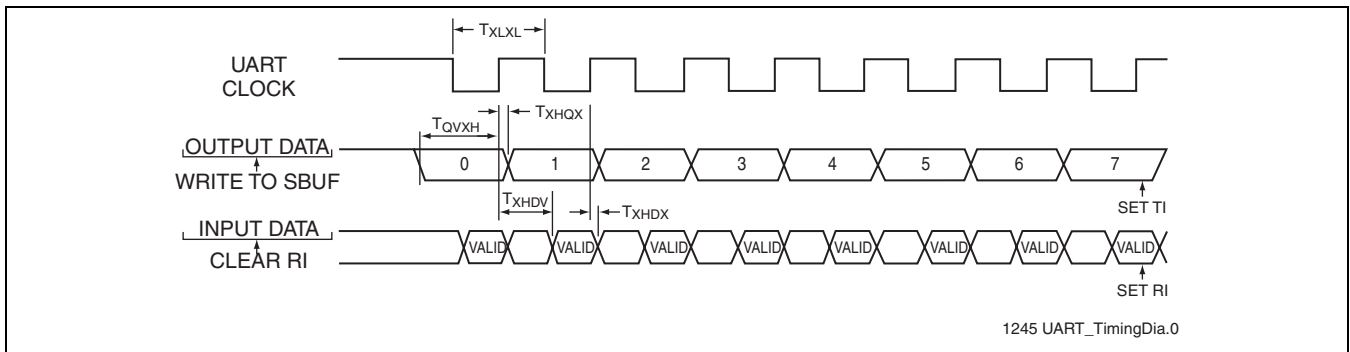 TXLXL
UART
CLOCK
TQVXH
TXHQX
OUTPUT DATA
WRITE TO SBUF
0 1 2 3 4 5 6 7
SET TI
TXHDV
TXHDX
INPUT DATA
CLEAR RI
VALID VALID VALID VALID VALID VALID VALID VALID
SET RI
1245 UART_TimingDia.0